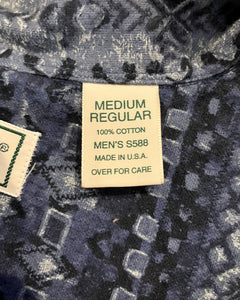 MEDIUM
REGULAR
100% COTTON
MEN'S S588
MADE IN U.S.A.
OVER FOR CARE
®